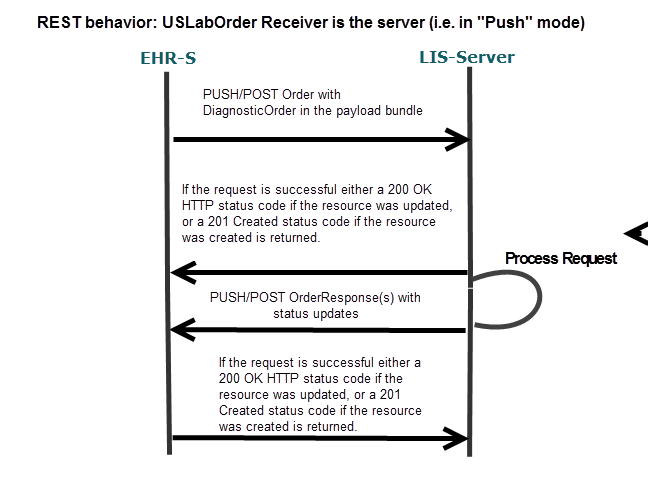 REST behavior: USLabOrder Receiver is the server (i.e. in "Push" mode)
EHR-S
LIS-Server
PUSH/POST Order with
DiagnosticOrder in the payload bundle
If the request is successful either a 200 OK
HTTP status code if the resource was updated,
or a 201 Created status code if the resource
was created is returned.
Process Request
PUSH/POST OrderResponse(s) with
status updates
If the request is successful either a
200 OK HTTP status code if the
resource was updated, or a 201
Created status code if the resource
was created is returned.